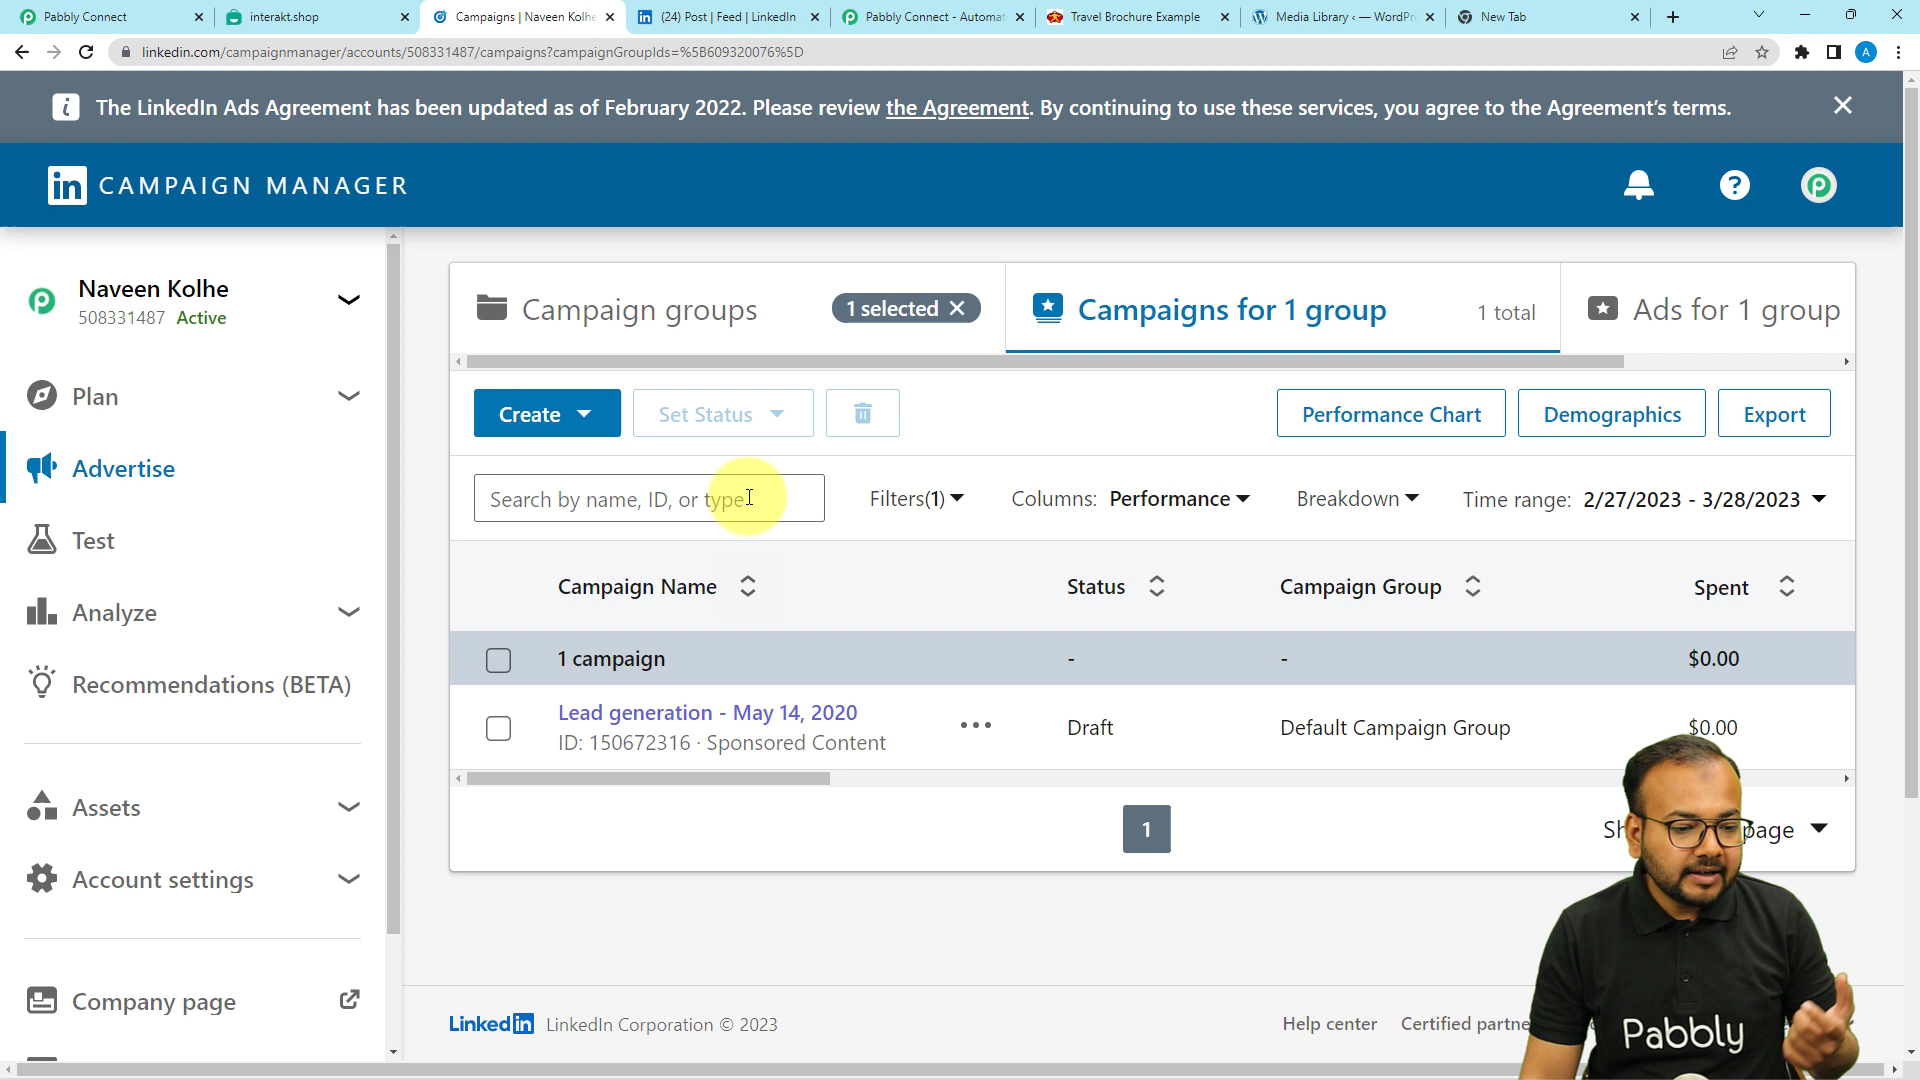 Pabbly Connect
interakt.shop
Campaigns | Naveen Kolhe
(24) Post | Feed | LinkedIn
Pabbly Connect - Automat
Travel Brochure Example
Media Library ‹ — WordPr
New Tab
linkedin.com/campaignmanager/accounts/508331487/campaigns?campaignGroupIds=%5B609320076%5D
A
The LinkedIn Ads Agreement has been updated as of February 2022. Please review the Agreement. By continuing to use these services, you agree to the Agreement's terms.
in CAMPAIGN MANAGER
Naveen Kolhe
508331487 Active
Plan
Advertise
Test
Analyze
Recommendations (BETA)
Assets
Account settings
Company page
Campaign groups
1 selected
Campaigns for 1 group
1 total
Ads for 1 group
Create
Set Status
Performance Chart
Demographics
Export
Search by name, ID, or type
Filters(1)
Columns: Performance
Breakdown
Time range: 2/27/2023 - 3/28/2023
Campaign Name
Status
Campaign Group
Spent
1 campaign
-
-
$0.00
Lead generation - May 14, 2020
ID: 150672316 · Sponsored Content
Draft
Default Campaign Group
$0.00
1
page
LinkedIn LinkedIn Corporation © 2023
Help center
Certified partne
Pabbly